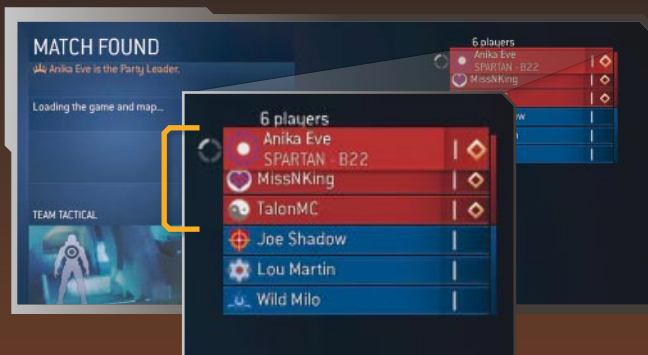 MATCH FOUND
Anika Eve is the Party Leader.
Loading the game and map...
TEAM TACTICAL
6 players
Anika Eve
SPARTAN - B22
MissNKing
6 players
Anika Eve
SPARTAN - B22
MissNKing
TalonMC
Joe Shadow
Lou Martin
Wild Milo